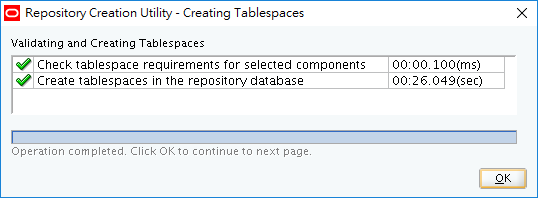 Repository Creation Utility - Creating Tablespaces
Validating and Creating Tablespaces
Check tablespace requirements for selected components 00:00.100(ms)
Create tablespaces in the repository database 00:26.049(sec)
Operation completed. Click OK to continue to next page.
OK